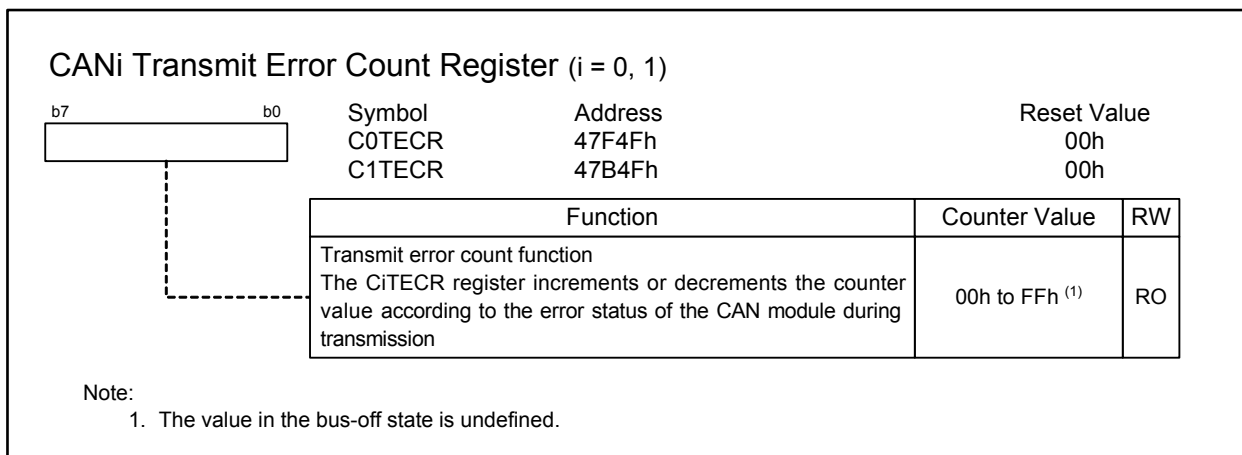 CANi Transmit Error Count Register (i = 0, 1)
b7 b0 Symbol Address Reset Value
C0TECR 47F4Fh 00h
C1TECR 47B4Fh 00h
Function Counter Value RW
Transmit error count function
The CiTECR register increments or decrements the counter
value according to the error status of the CAN module during
transmission
00h to FFh (1) RO
Note:
1. The value in the bus-off state is undefined.